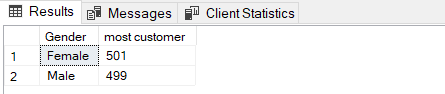 Results Messages Client Statistics
Gender most customer
1 Female 501
2 Male 499